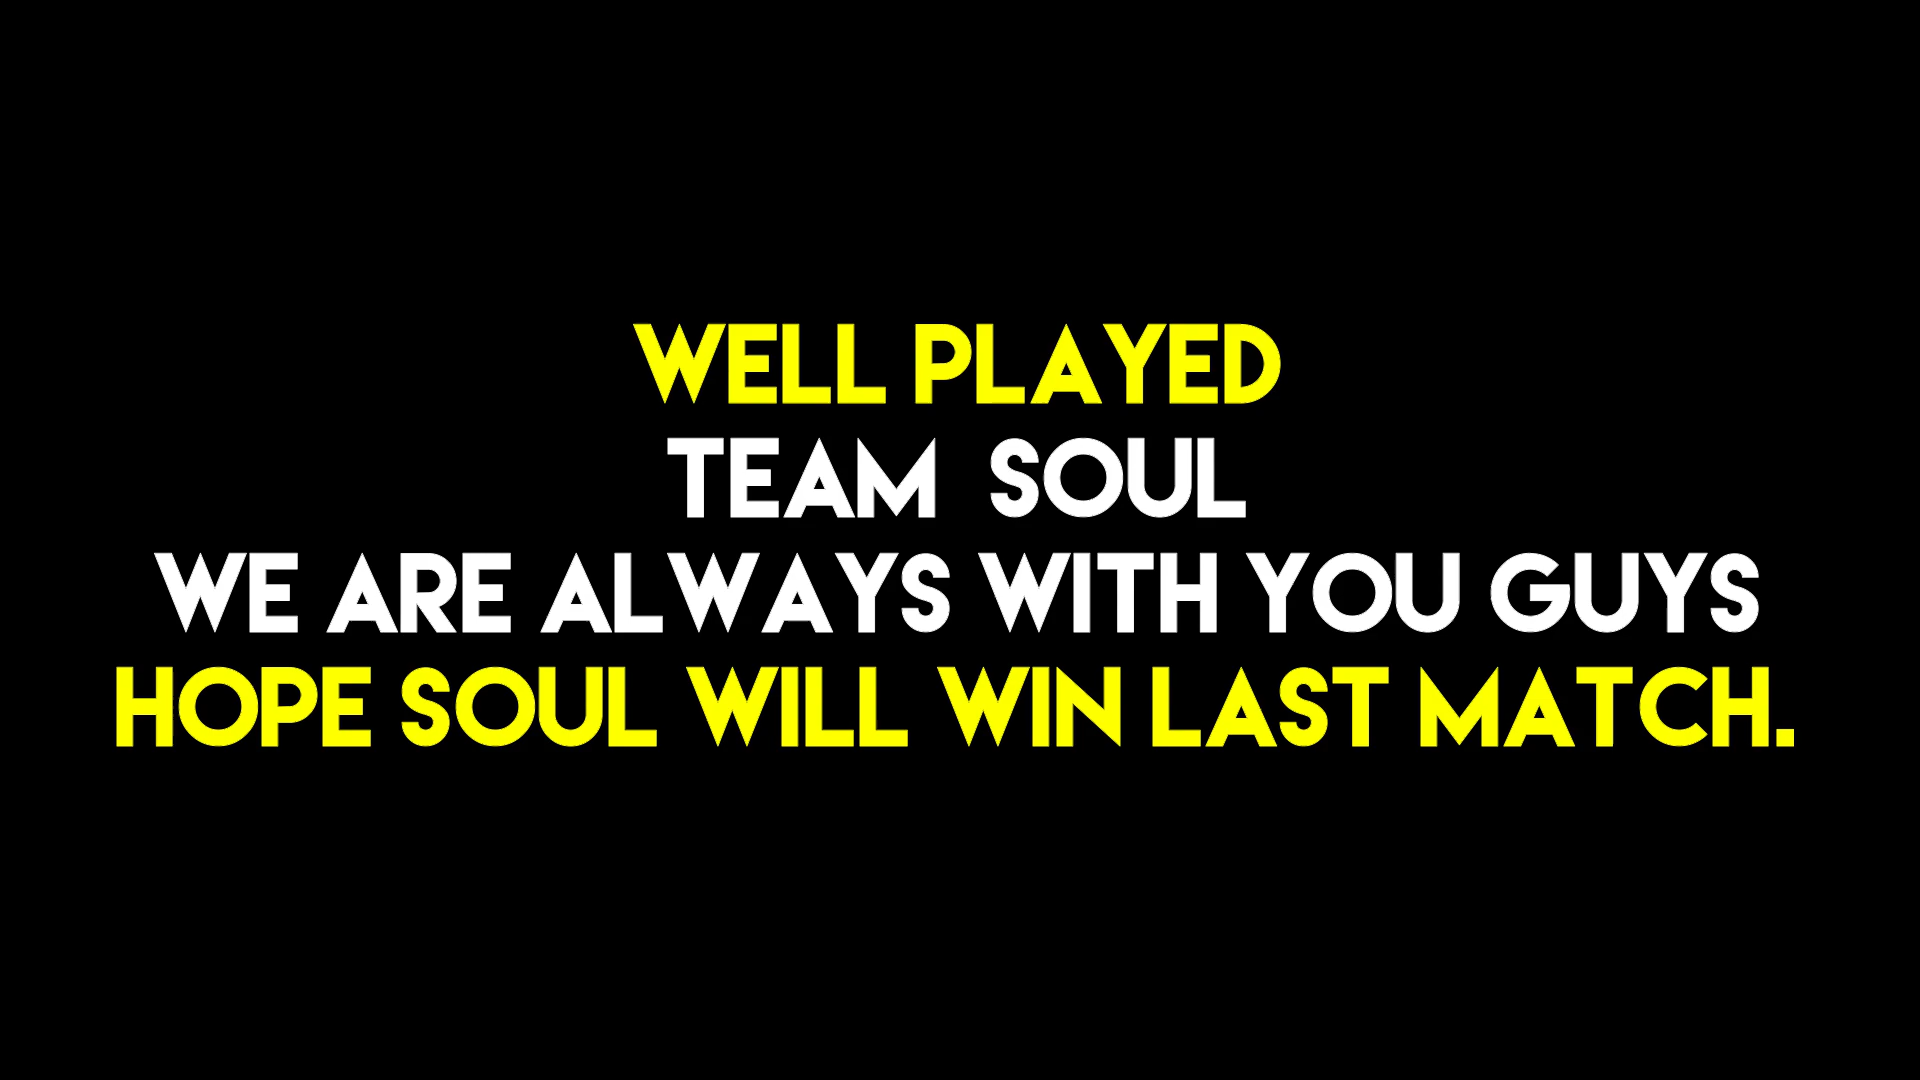 WELL PLAYED
TEAM  SOUL
WE ARE ALWAYS WITH YOU GUYS
HOPE SOUL WILL WIN LAST MATCH.